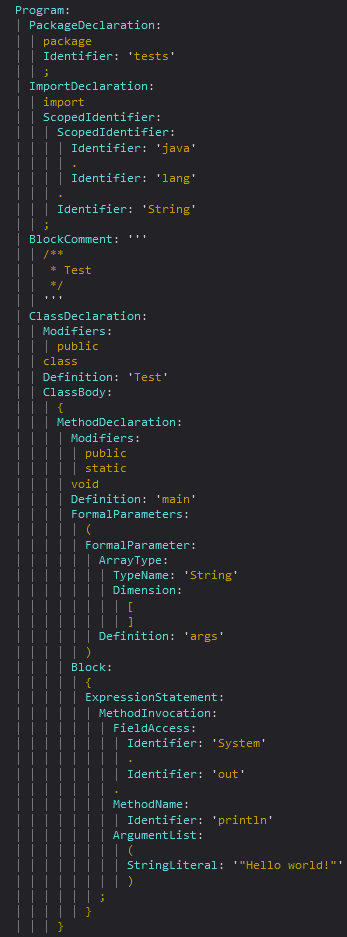 Program:
PackageDeclaration:
package
Identifier: 'tests'
;
ImportDeclaration:
import
ScopedIdentifier:
ScopedIdentifier:
Identifier: 'java'
.
Identifier: 'lang'
.
Identifier: 'String'
;
BlockComment: '''
/**
* Test
*/
'''
ClassDeclaration:
Modifiers:
public
class
Definition: 'Test'
ClassBody:
{
MethodDeclaration:
Modifiers:
public
static
void
Definition: 'main'
FormalParameters:
(
FormalParameter:
ArrayType:
TypeName: 'String'
Dimension:
[
]
Definition: 'args'
)
Block:
{
ExpressionStatement:
MethodInvocation:
FieldAccess:
Identifier: 'System'
.
Identifier: 'out'
.
MethodName:
Identifier: 'println'
ArgumentList:
(
StringLiteral: '"Hello world!"'
)
;
}
}